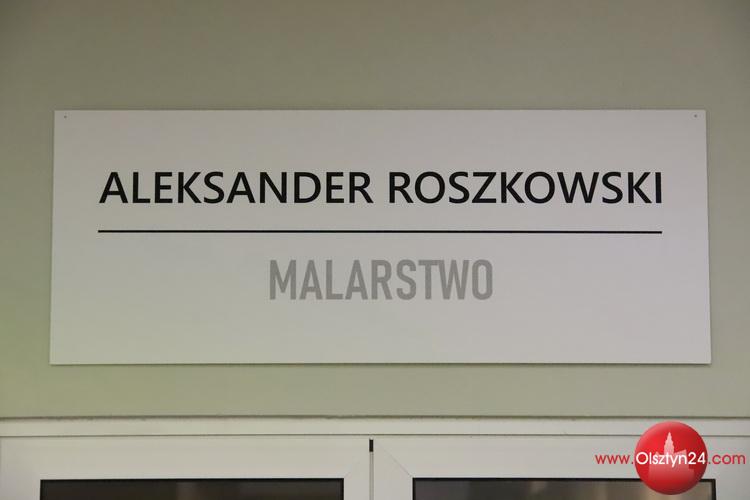 ALEKSANDER ROSZKOWSKI
MALARSTWO
www.Olsztyn24.com